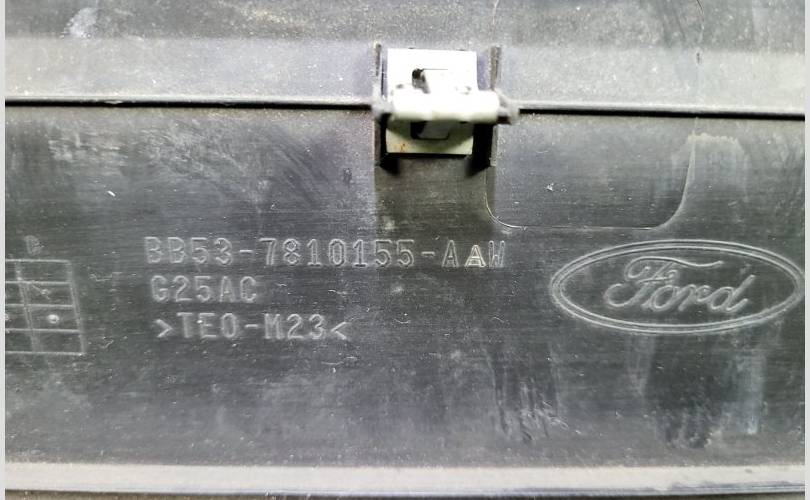 BB53-7810155-AAW
G25AC
>TEO-M23<
Ford